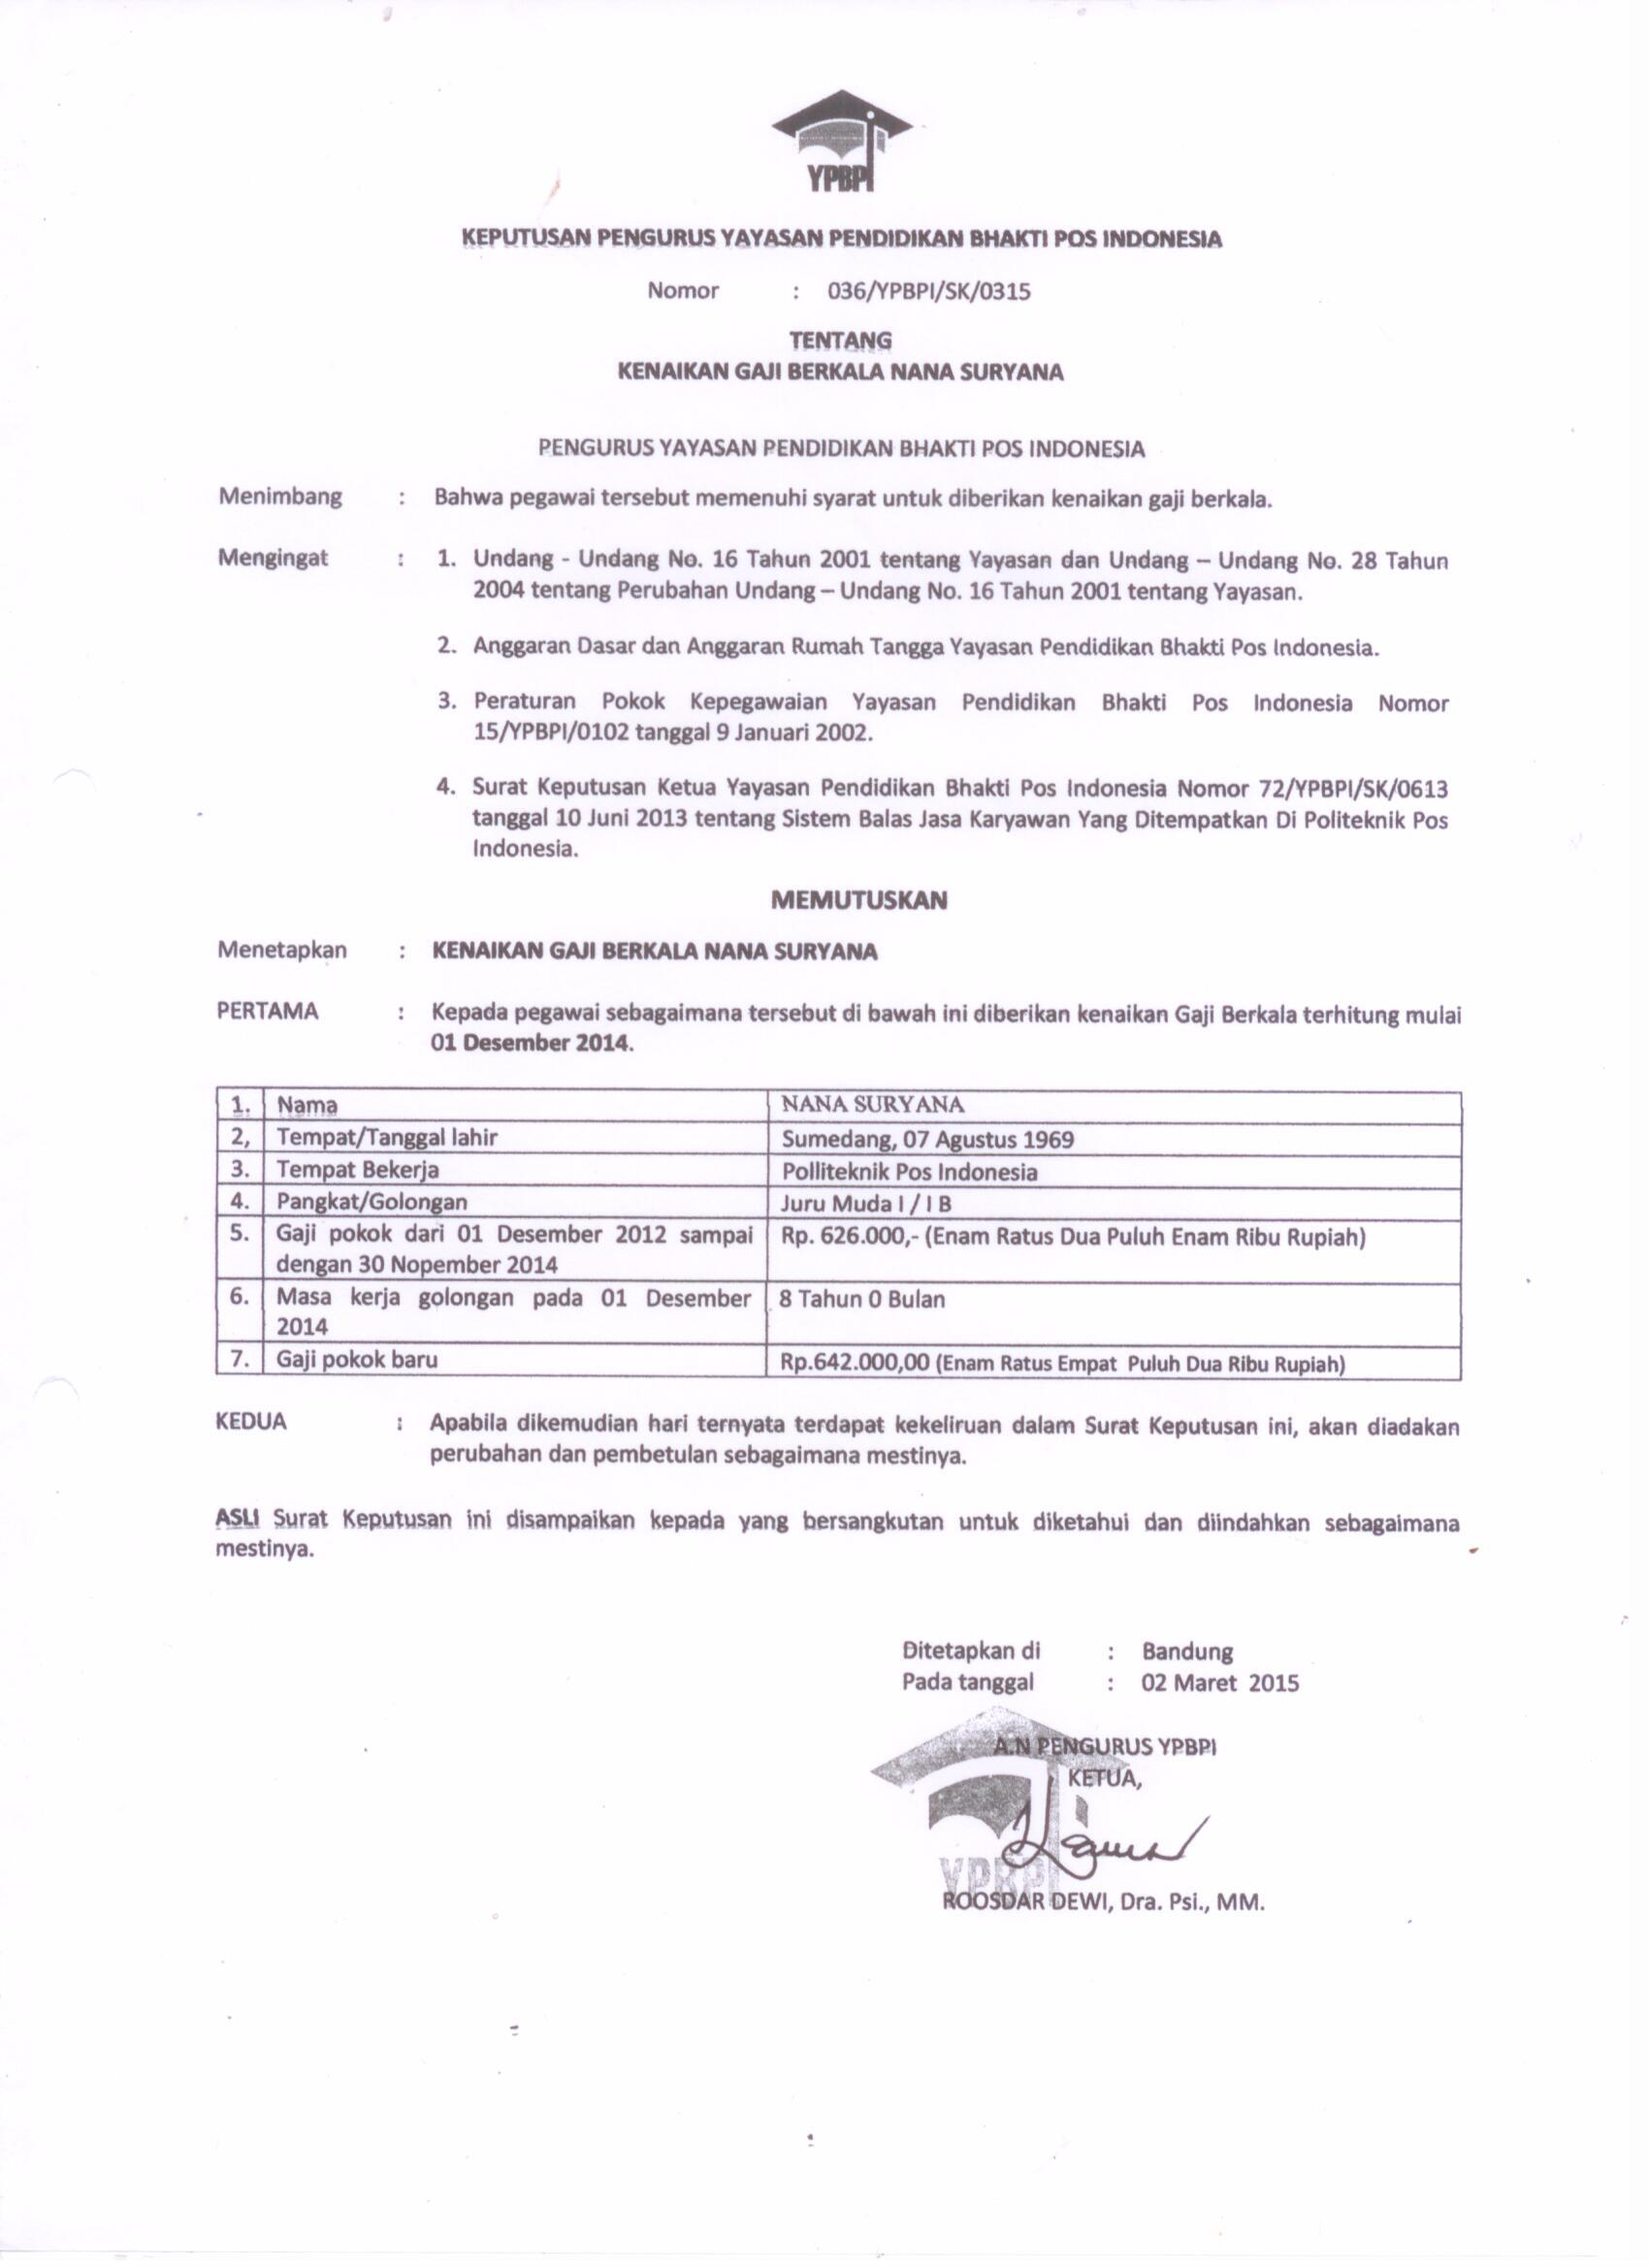 YPBPI
KEPUTUSAN PENGURUS YAYASAN PENDIDIKAN BHAKTI POS INDONESIA
Nomor : 036/YPBPI/SK/0315
TENTANG
KENAIKAN GAJI BERKALA NANA SURYANA
PENGURUS YAYASAN PENDIDIKAN BHAKTI POS INDONESIA
Menimbang : Bahwa pegawai tersebut memenuhi syarat untuk diberikan kenaikan gaji berkala.
Mengingat : 1. Undang - Undang No. 16 Tahun 2001 tentang Yayasan dan Undang – Undang No. 28 Tahun
2004 tentang Perubahan Undang – Undang No. 16 Tahun 2001 tentang Yayasan.
2. Anggaran Dasar dan Anggaran Rumah Tangga Yayasan Pendidikan Bhakti Pos Indonesia.
3. Peraturan Pokok Kepegawaian Yayasan Pendidikan Bhakti Pos Indonesia Nomor
15/YPBPI/0102 tanggal 9 Januari 2002.
4. Surat Keputusan Ketua Yayasan Pendidikan Bhakti Pos Indonesia Nomor 72/YPBPI/SK/0613
tanggal 10 Juni 2013 tentang Sistem Balas Jasa Karyawan Yang Ditempatkan Di Politeknik Pos
Indonesia.
MEMUTUSKAN
Menetapkan : KENAIKAN GAJI BERKALA NANA SURYANA
PERTAMA : Kepada pegawai sebagaimana tersebut di bawah ini diberikan kenaikan Gaji Berkala terhitung mulai
01 Desember 2014.
1. Nama NANA SURYANA
2, Tempat/Tanggal lahir Sumedang, 07 Agustus 1969
3. Tempat Bekerja Polliteknik Pos Indonesia
4. Pangkat/Golongan Juru Muda I / I B
5. Gaji pokok dari 01 Desember 2012 sampai Rp. 626.000,- (Enam Ratus Dua Puluh Enam Ribu Rupiah)
dengan 30 Nopember 2014
6. Masa kerja golongan pada 01 Desember 8 Tahun 0 Bulan
2014
7. Gaji pokok baru Rp.642.000,00 (Enam Ratus Empat Puluh Dua Ribu Rupiah)
KEDUA : Apabila dikemudian hari ternyata terdapat kekeliruan dalam Surat Keputusan ini, akan diadakan
perubahan dan pembetulan sebagaimana mestinya.
ASLI Surat Keputusan ini disampaikan kepada yang bersangkutan untuk diketahui dan diindahkan sebagaimana
mestinya.
Ditetapkan di : Bandung
Pada tanggal : 02 Maret 2015
A.N PENGURUS YPBPI
KETUA,
YPBPI
ROOSDAR DEWI, Dra. Psi., MM.